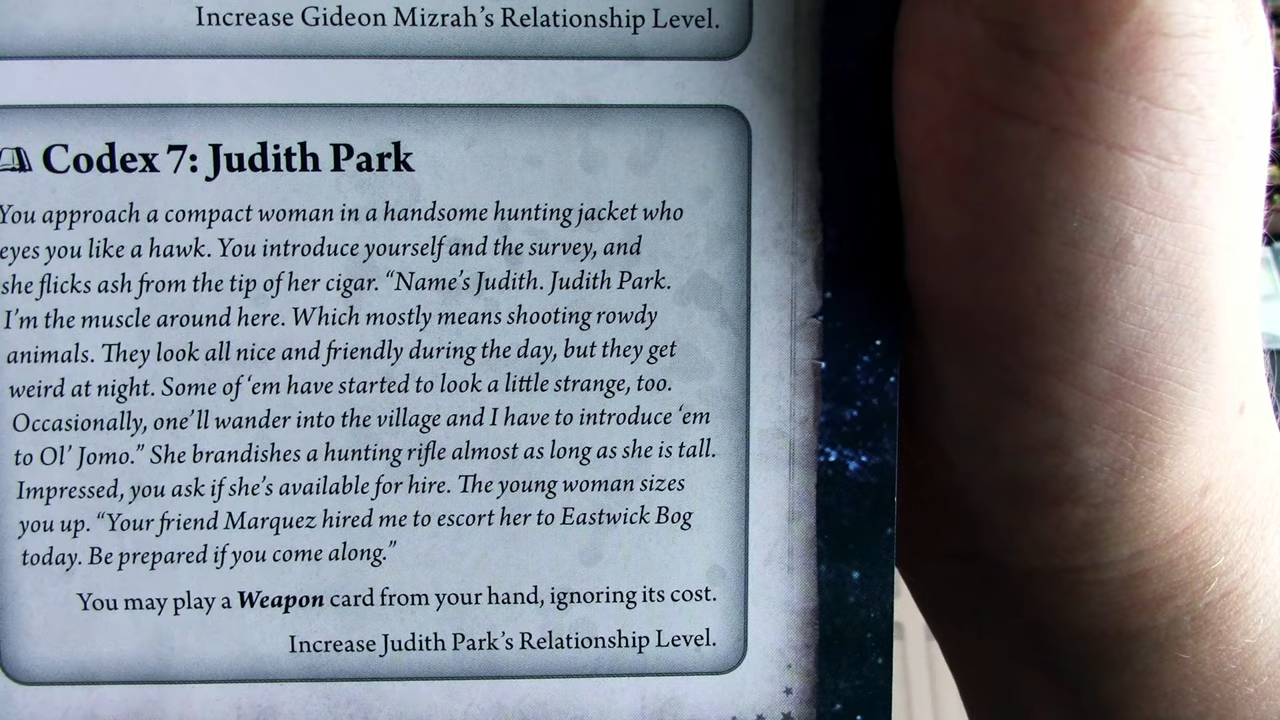 Increase Gideon Mizrah’s Relationship Level.
Codex 7: Judith Park
You approach a compact woman in a handsome hunting jacket who
eyes you like a hawk. You introduce yourself and the survey, and
she flicks ash from the tip of her cigar. “Name’s Judith. Judith Park.
I’m the muscle around here. Which mostly means shooting rowdy
animals. They look all nice and friendly during the day, but they get
weird at night. Some of ‘em have started to look a little strange, too.
Occasionally, one’ll wander into the village and I have to introduce ‘em
to Ol’ Jomo.” She brandishes a hunting rifle almost as long as she is tall.
Impressed, you ask if she’s available for hire. The young woman sizes
you up. “Your friend Marquez hired me to escort her to Eastwick Bog
today. Be prepared if you come along.”
You may play a Weapon card from your hand, ignoring its cost.
Increase Judith Park’s Relationship Level.